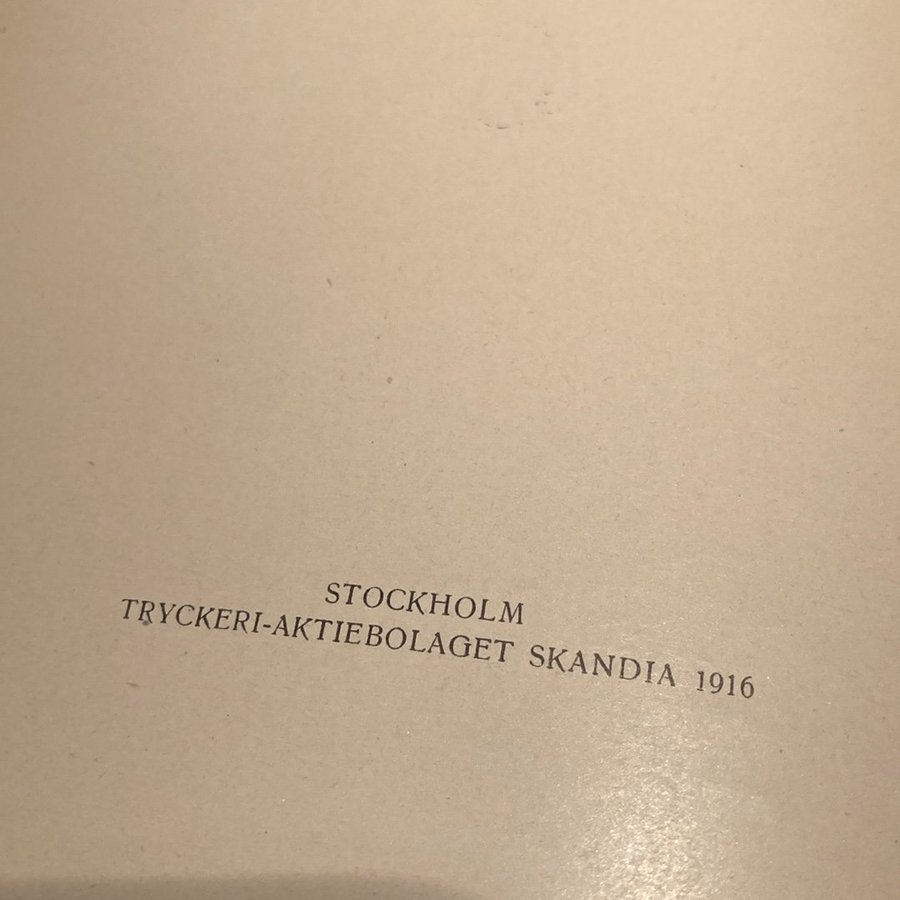 STOCKHOLM
TRYCKERI-AKTIEBOLAGET SKANDIA 1916